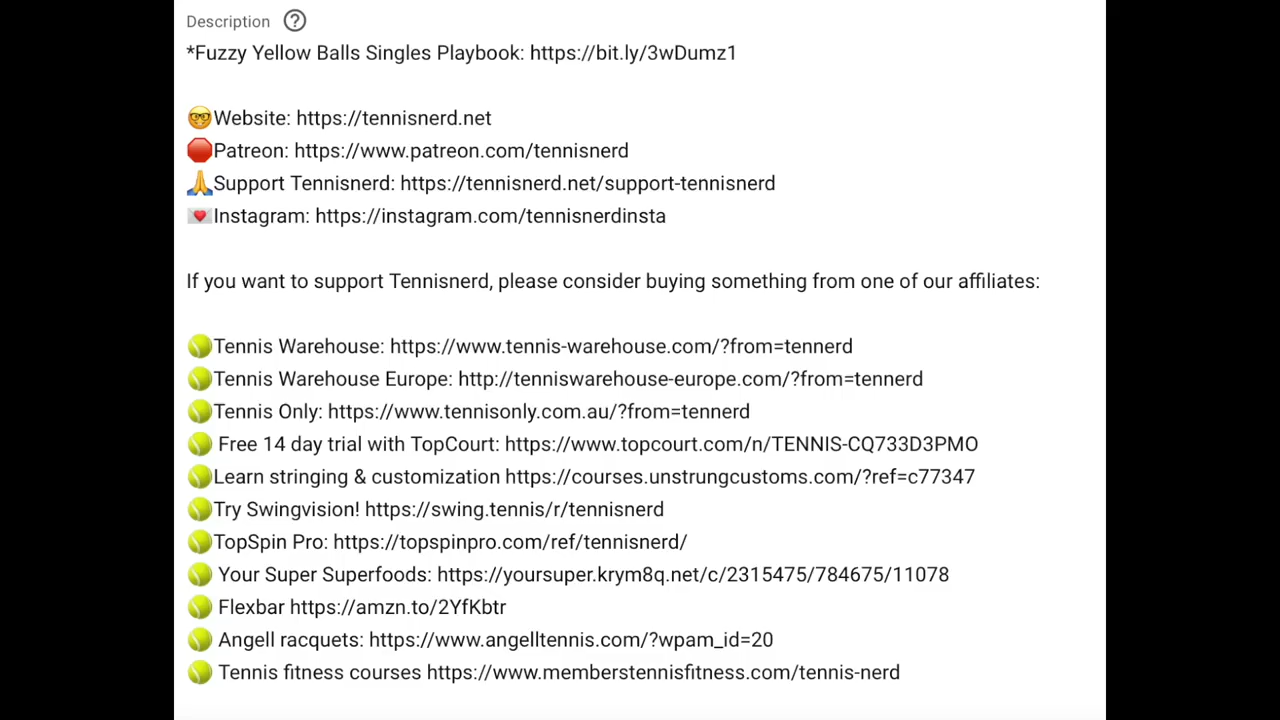 Description ?
*Fuzzy Yellow Balls Singles Playbook: https://bit.ly/3wDumz1
🤓Website: https://tennisnerd.net
🛑Patreon: https://www.patreon.com/tennisnerd
🙏Support Tennisnerd: https://tennisnerd.net/support-tennisnerd
💌Instagram: https://instagram.com/tennisnerdinsta
If you want to support Tennisnerd, please consider buying something from one of our affiliates:
🎾Tennis Warehouse: https://www.tennis-warehouse.com/?from=tennerd
🎾Tennis Warehouse Europe: http://tenniswarehouse-europe.com/?from=tennerd
🎾Tennis Only: https://www.tennisonly.com.au/?from=tennerd
🎾 Free 14 day trial with TopCourt: https://www.topcourt.com/n/TENNIS-CQ733D3PMO
🎾Learn stringing & customization https://courses.unstrungcustoms.com/?ref=c77347
🎾Try Swingvision! https://swing.tennis/r/tennisnerd
🎾TopSpin Pro: https://topspinpro.com/ref/tennisnerd/
🎾 Your Super Superfoods: https://yoursuper.krym8q.net/c/2315475/784675/11078
🎾 Flexbar https://amzn.to/2YfKbtr
🎾 Angell racquets: https://www.angelltennis.com/?wpam_id=20
🎾 Tennis fitness courses https://www.memberstennisfitness.com/tennis-nerd